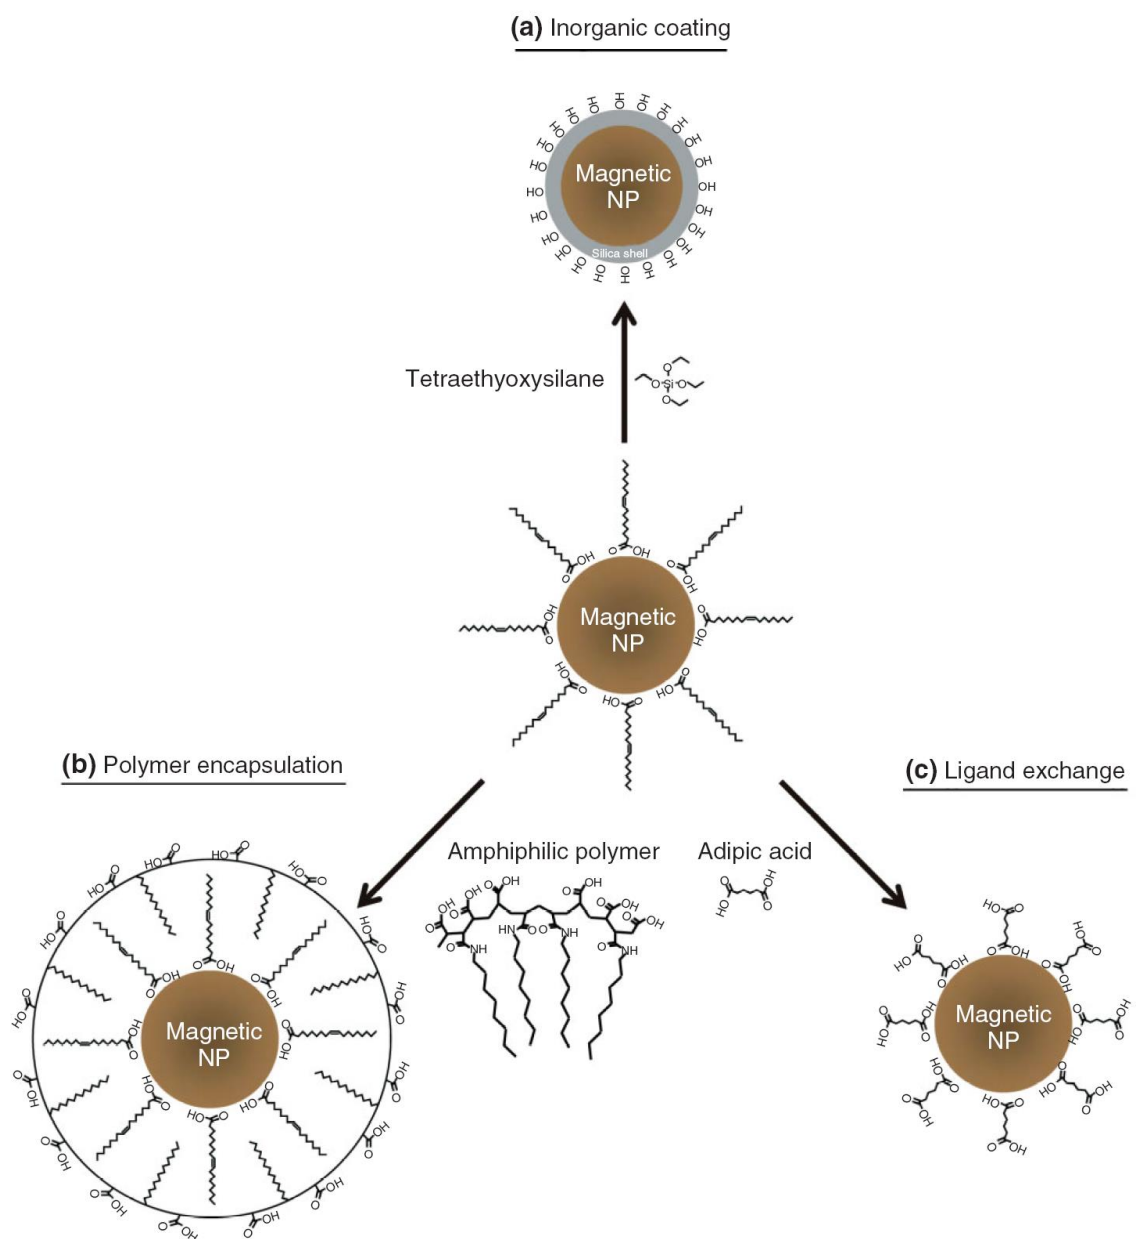 (a) Inorganic coating
Magnetic
NP
Silica shell
Tetraethyoxysilane
Magnetic
NP
(b) Polymer encapsulation
(c) Ligand exchange
Amphiphilic polymer
Adipic acid
Magnetic
NP
Magnetic
NP